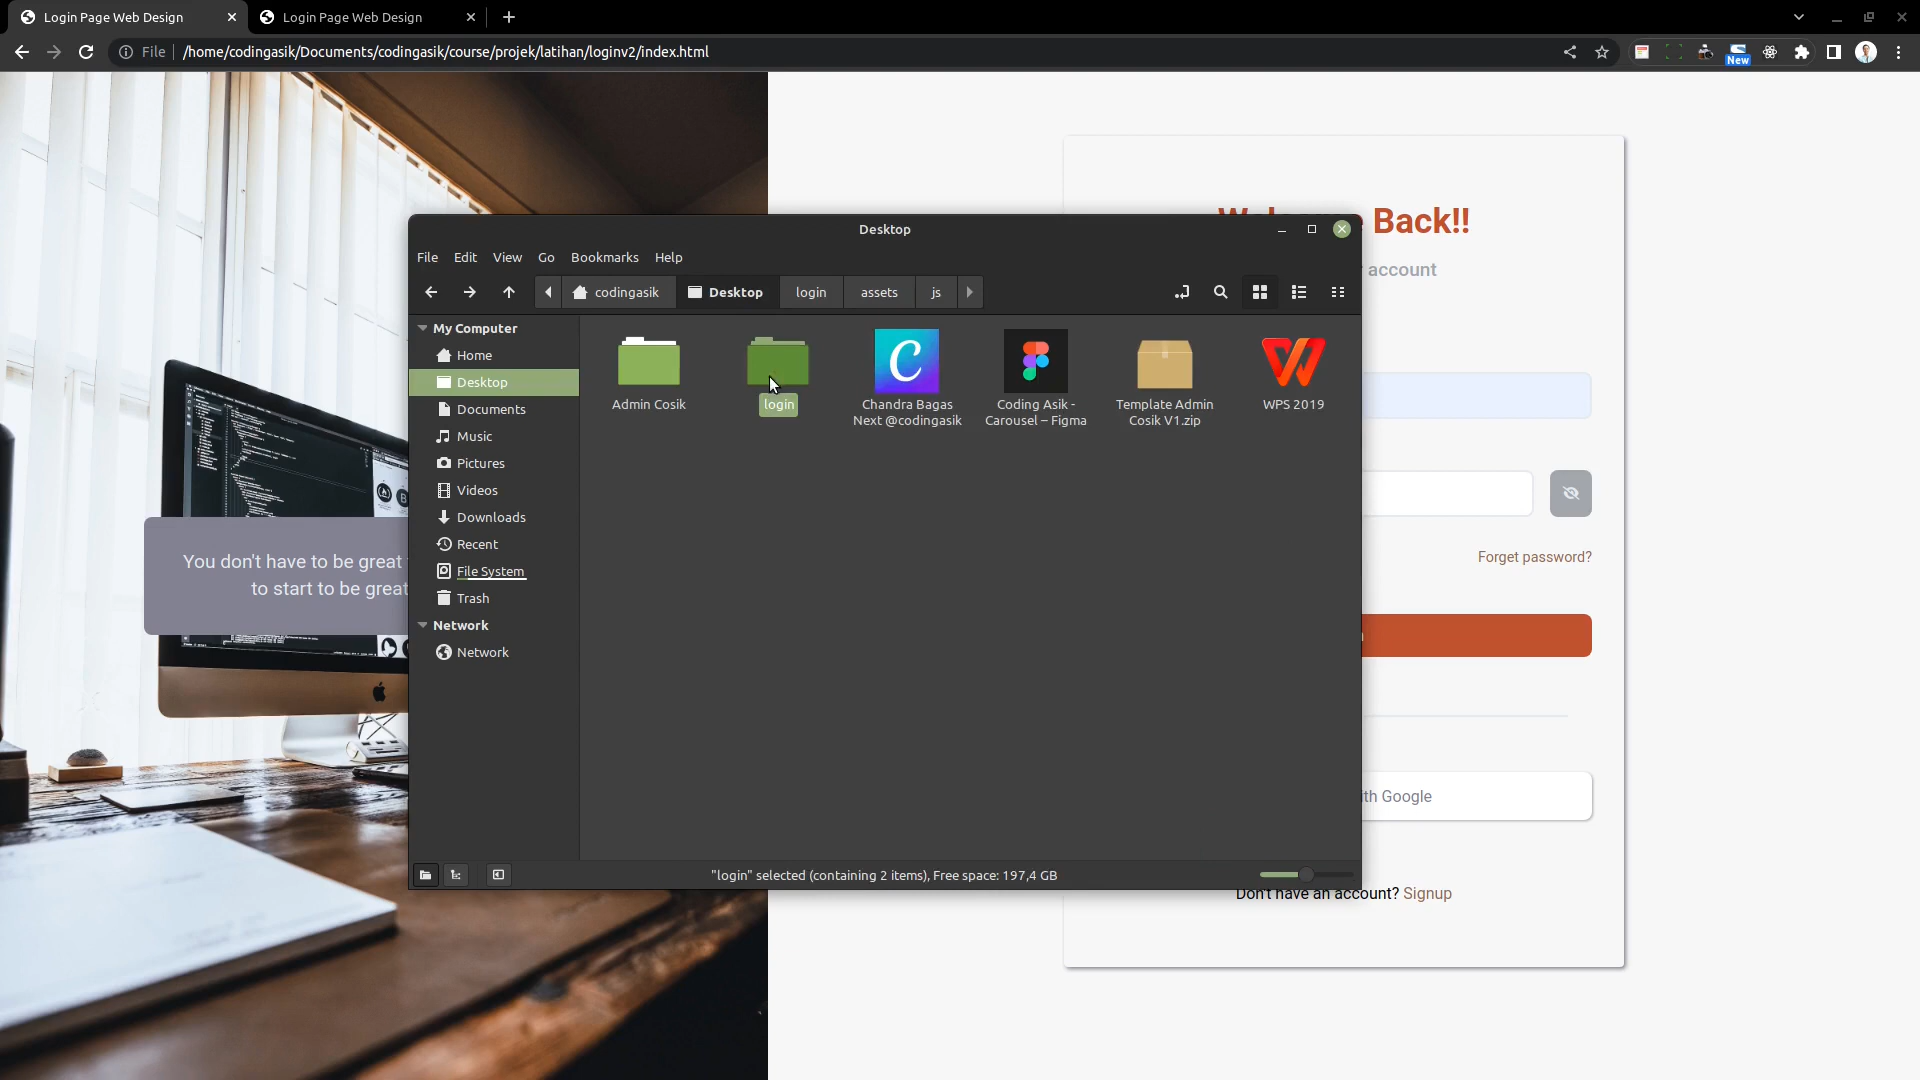 Login Page Web Design
Login Page Web Design
File
/home/codingasik/Documents/codingasik/course/projek/latihan/loginv2/index.html
New
Back!!
account
Forget password?
ith Google
Don't have an account? Signup
You don't have to be great
to start to be great
Desktop
File Edit View Go Bookmarks Help
codingasik Desktop login assets js
My Computer
Home
Desktop
Documents
Music
Pictures
Videos
Downloads
Recent
File System
Trash
Network
Network
Admin Cosik
login
Chandra Bagas
Next @codingasik
Coding Asik -
Carousel – Figma
Template Admin
Cosik V1.zip
WPS 2019
"login" selected (containing 2 items), Free space: 197,4 GB